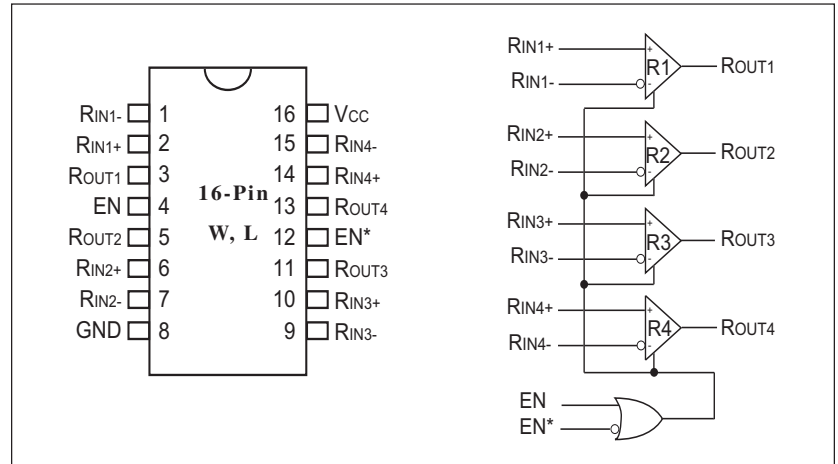 RIN1- 1
RIN1+ 2
ROUT1 3
EN 4
ROUT2 5
RIN2+ 6
RIN2- 7
GND 8
16-Pin
W, L
16 VCC
15 RIN4-
14 RIN4+
13 ROUT4
12 EN*
11 ROUT3
10 RIN3+
9 RIN3-
RIN1+ + R1 ROUT1
RIN1- -
RIN2+ + R2 ROUT2
RIN2- -
RIN3+ + R3 ROUT3
RIN3- -
RIN4+ + R4 ROUT4
RIN4- -
EN
EN*